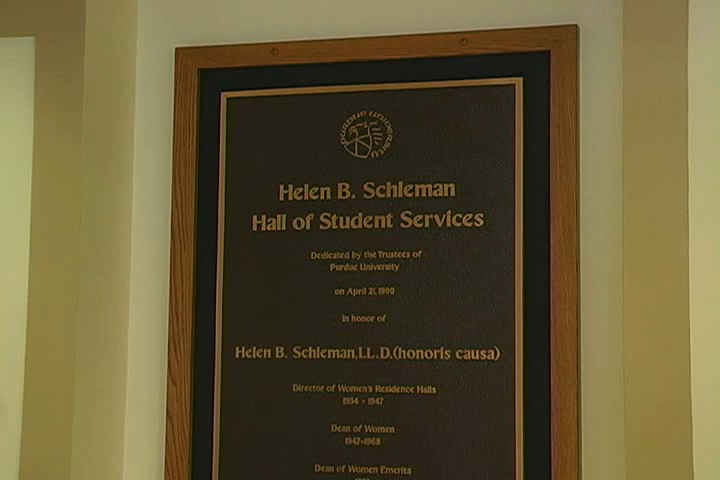 PURDUE UNIVERSITY
Helen B. Schleman
Hall of Student Services
Dedicated by the Trustees of
Purdue University
on April 21, 1990
in honor of
Helen B. Schleman, LL.D. (honoris causa)
Director of Women's Residence Halls
1934 - 1947
Dean of Women
1947-1968
Dean of Women Emerita